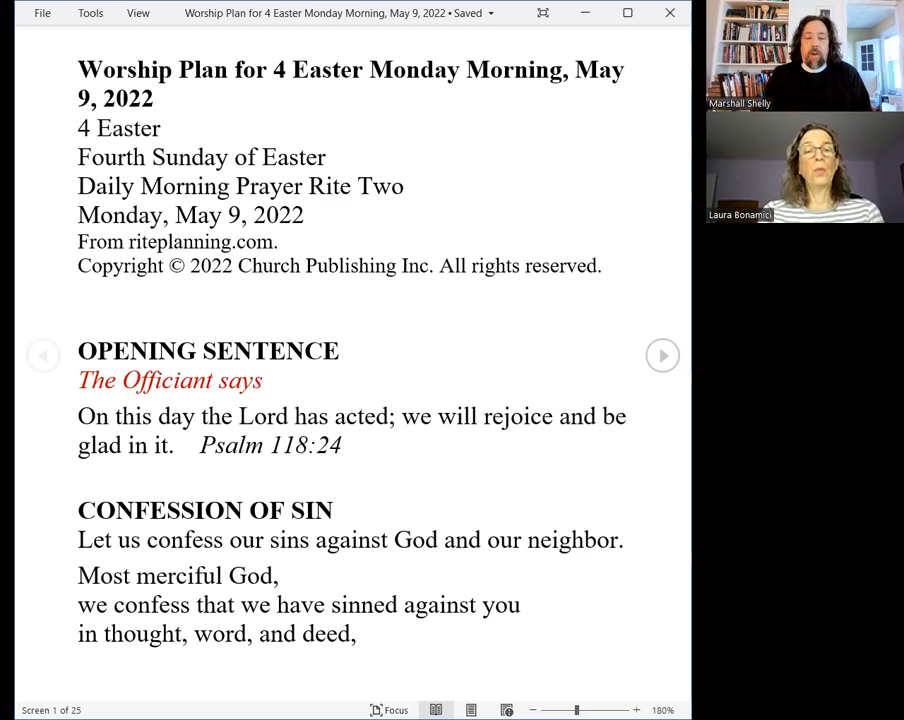 File Tools View Worship Plan for 4 Easter Monday Morning, May 9, 2022 • Saved
Worship Plan for 4 Easter Monday Morning, May
9, 2022
4 Easter
Fourth Sunday of Easter
Daily Morning Prayer Rite Two
Monday, May 9, 2022
From riteplanning.com.
Copyright © 2022 Church Publishing Inc. All rights reserved.
OPENING SENTENCE
The Officiant says
On this day the Lord has acted; we will rejoice and be
glad in it. Psalm 118:24
CONFESSION OF SIN
Let us confess our sins against God and our neighbor.
Most merciful God,
we confess that we have sinned against you
in thought, word, and deed,
Screen 1 of 25 Focus 180%
Marshall Shelly
Laura Bonamici